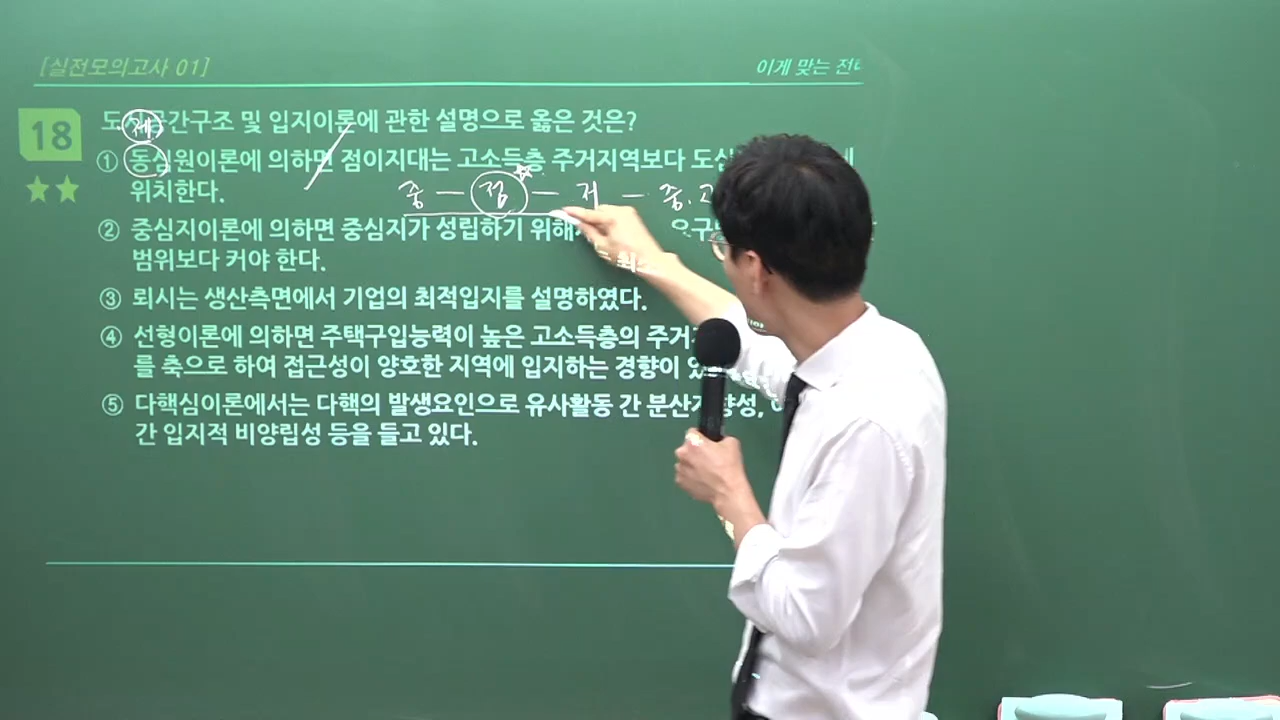 [실전모의고사 01]
이게 맞는
18
도시공간구조 및 입지이론에 관한 설명으로 옳은 것은?
제
① 동심원이론에 의하면 점이지대는 고소득층 주거지역보다
위치한다.
중 - 점 - 저 - 중.고
② 중심지이론에 의하면 중심지가 성립하기
범위보다 커야 한다.
③ 뢰시는 생산측면에서 기업의 최적입지를 설명하였다.
④ 선형이론에 의하면 주택구입능력이 높은 고소득층의
를 축으로 하여 접근성이 양호한 지역에 입지하는 경향이
⑤ 다핵심이론에서는 다핵의 발생요인으로 유사활동 간
간 입지적 비양립성 등을 들고 있다.